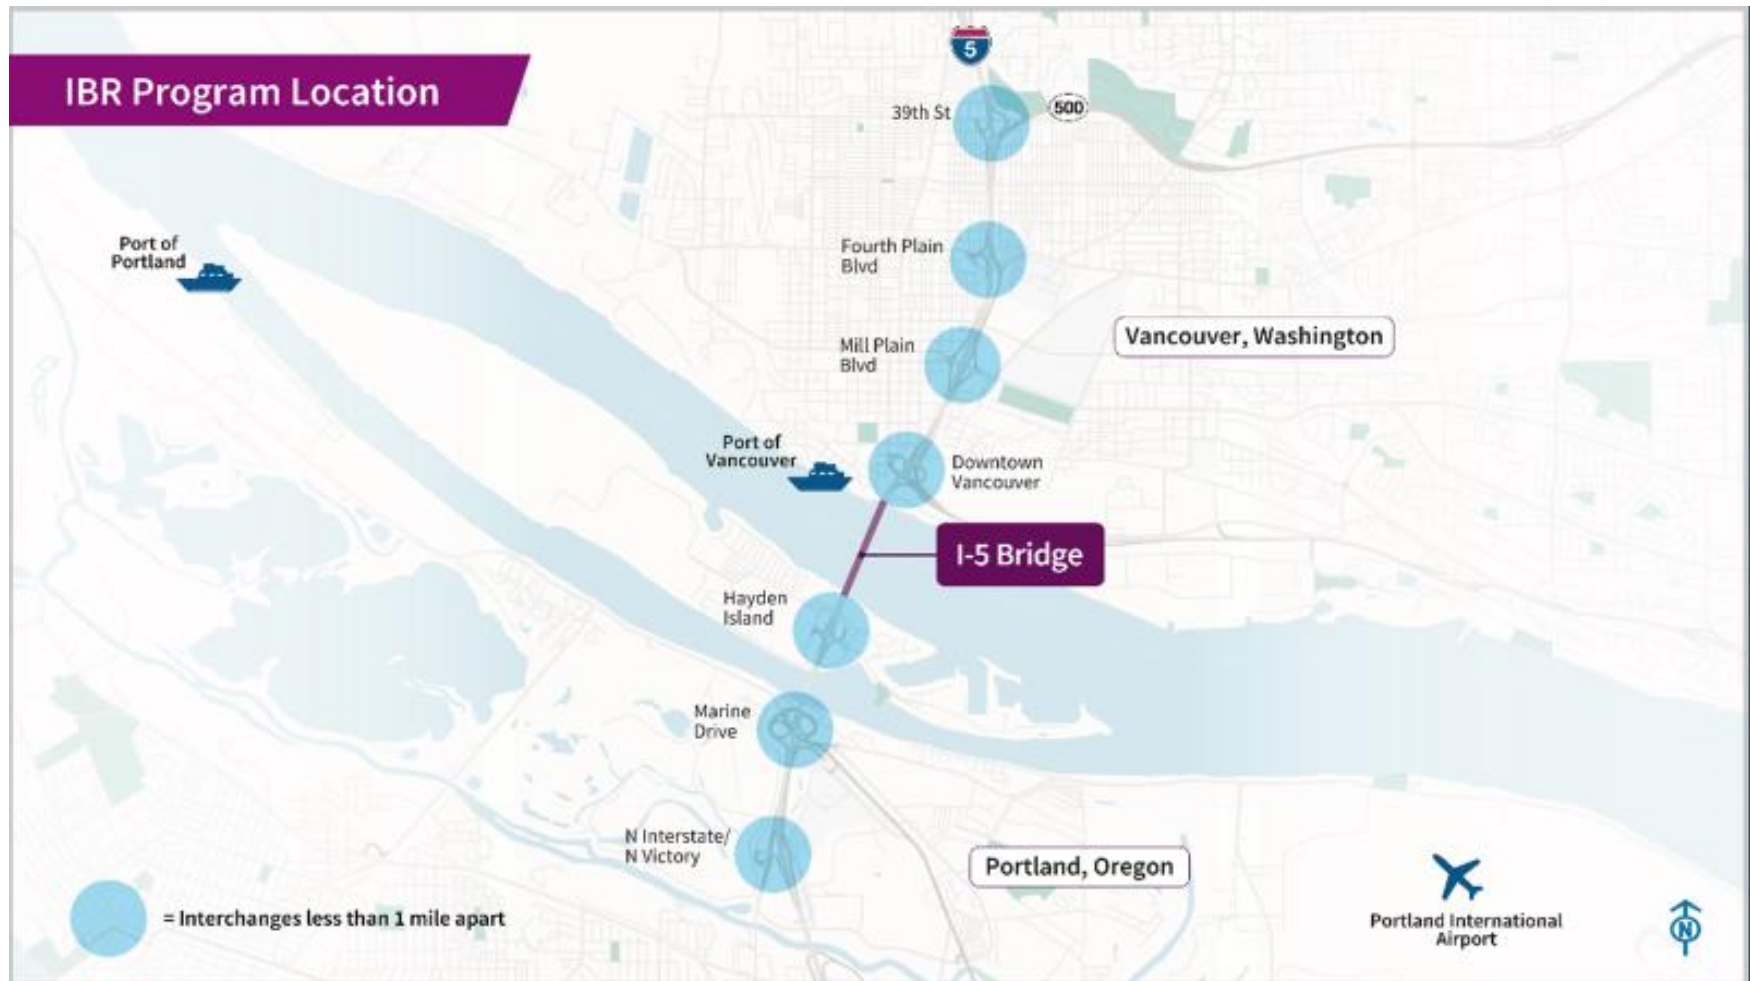 IBR Program Location
5
39th St
500
Port of
Portland
Fourth Plain
Blvd
Vancouver, Washington
Mill Plain
Blvd
Port of
Vancouver
Downtown
Vancouver
I-5 Bridge
Hayden
Island
Marine
Drive
N Interstate/
N Victory
Portland, Oregon
= Interchanges less than 1 mile apart
Portland International
Airport
N